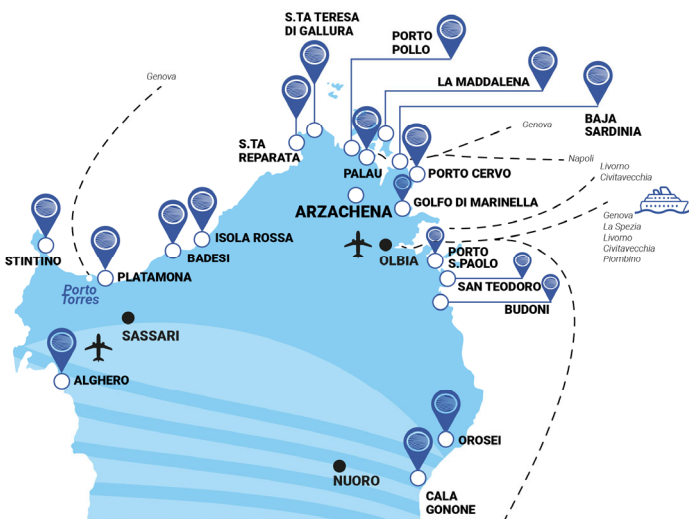 S.TA TERESA
DI GALLURA
PORTO
POLLO
LA MADDALENA
BAJA
SARDINIA
Genova
Genova
Napoli
S.TA
REPARATA
PALAU
PORTO CERVO
Livorno
Civitavecchia
ARZACHENA
GOLFO DI MARINELLA
Genova
La Spezia
Livorno
Civitavecchia
Piombino
STINTINO
ISOLA ROSSA
BADESI
PLATAMONA
Porto
Torres
OLBIA
PORTO
S.PAOLO
SAN TEODORO
BUDONI
SASSARI
ALGHERO
OROSEI
NUORO
CALA
GONONE